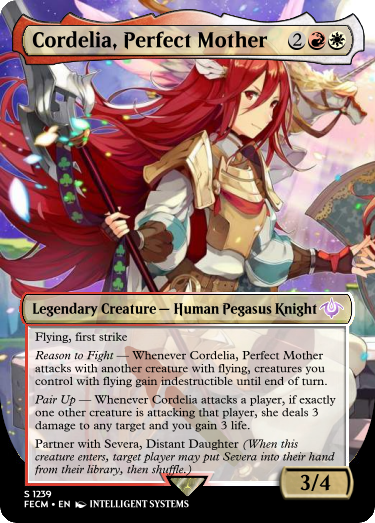 Cordelia, Perfect Mother 2
Legendary Creature — Human Pegasus Knight
Flying, first strike
Reason to Fight — Whenever Cordelia, Perfect Mother
attacks with another creature with flying, creatures you
control with flying gain indestructible until end of turn.
Pair Up — Whenever Cordelia attacks a player, if exactly
one other creature is attacking that player, she deals 3
damage to any target and you gain 3 life.
Partner with Severa, Distant Daughter (When this
creature enters, target player may put Severa into their hand
from their library, then shuffle.)
3/4
S 1239
FECM • EN INTELLIGENT SYSTEMS